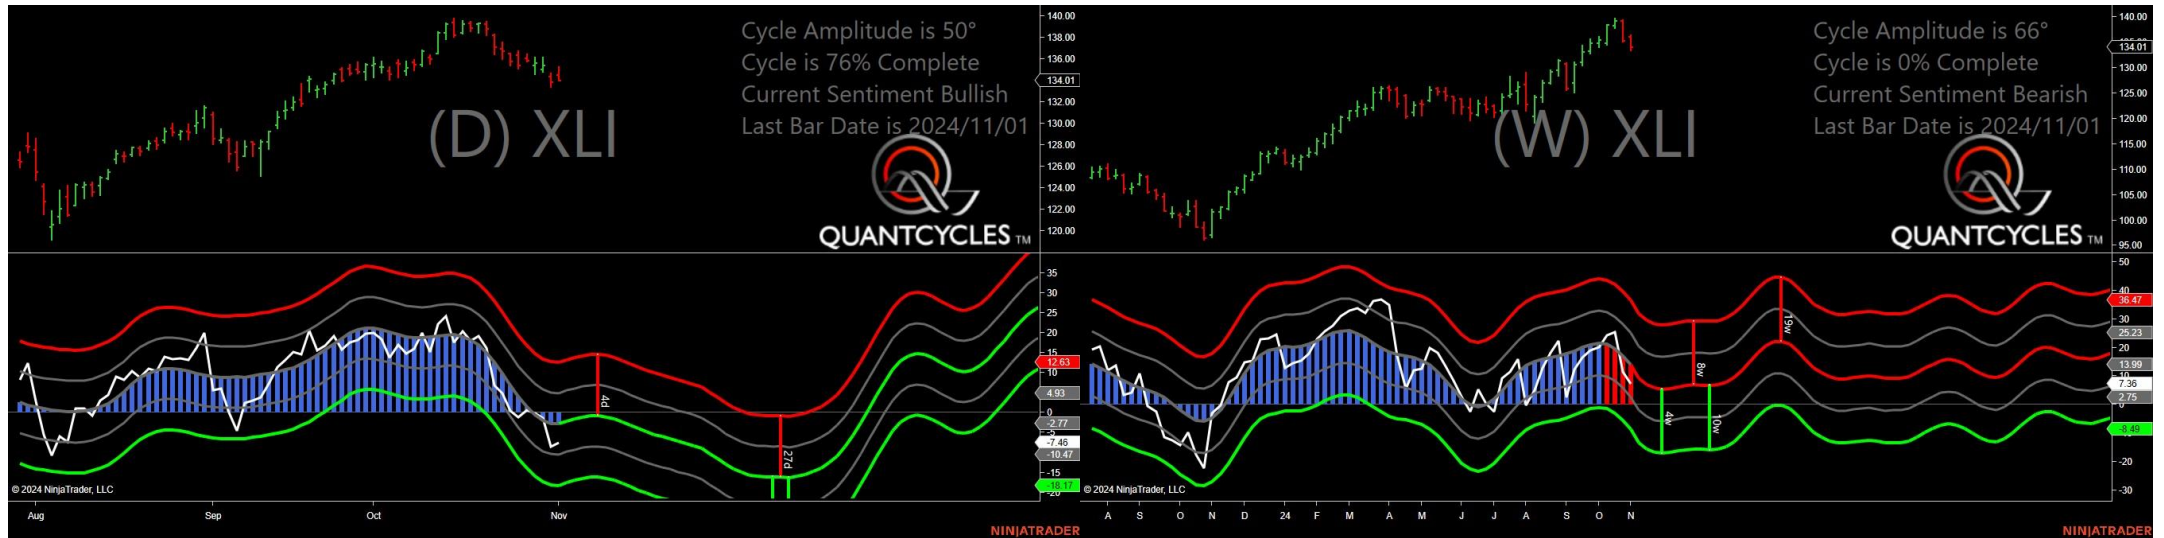 Cycle Amplitude is 50°
Cycle is 76% Complete
Current Sentiment Bullish
Last Bar Date is 2024/11/01
(D) XLI
QUANTCYCLES TM
140.00
138.00
136.00
134.01
132.00
130.00
128.00
126.00
124.00
122.00
120.00
35
30
25
20
15
12.63
4.93
0
-2.77
-5
-7.46
-10.47
-15
-18.17
-20
4d
27d
© 2024 NinjaTrader, LLC
Aug Sep Oct Nov
NINJATRADER
Cycle Amplitude is 66°
Cycle is 0% Complete
Current Sentiment Bearish
Last Bar Date is 2024/11/01
(W) XLI
QUANTCYCLES TM
140.00
134.01
130.00
125.00
120.00
115.00
110.00
105.00
100.00
95.00
50
40
36.47
30
25.23
20
13.99
10
7.36
2.75
0
-8.49
-20
-30
8w
19w
4w
10w
© 2024 NinjaTrader, LLC
A S O N D 24 F M A M J J A S O N
NINJATRADER